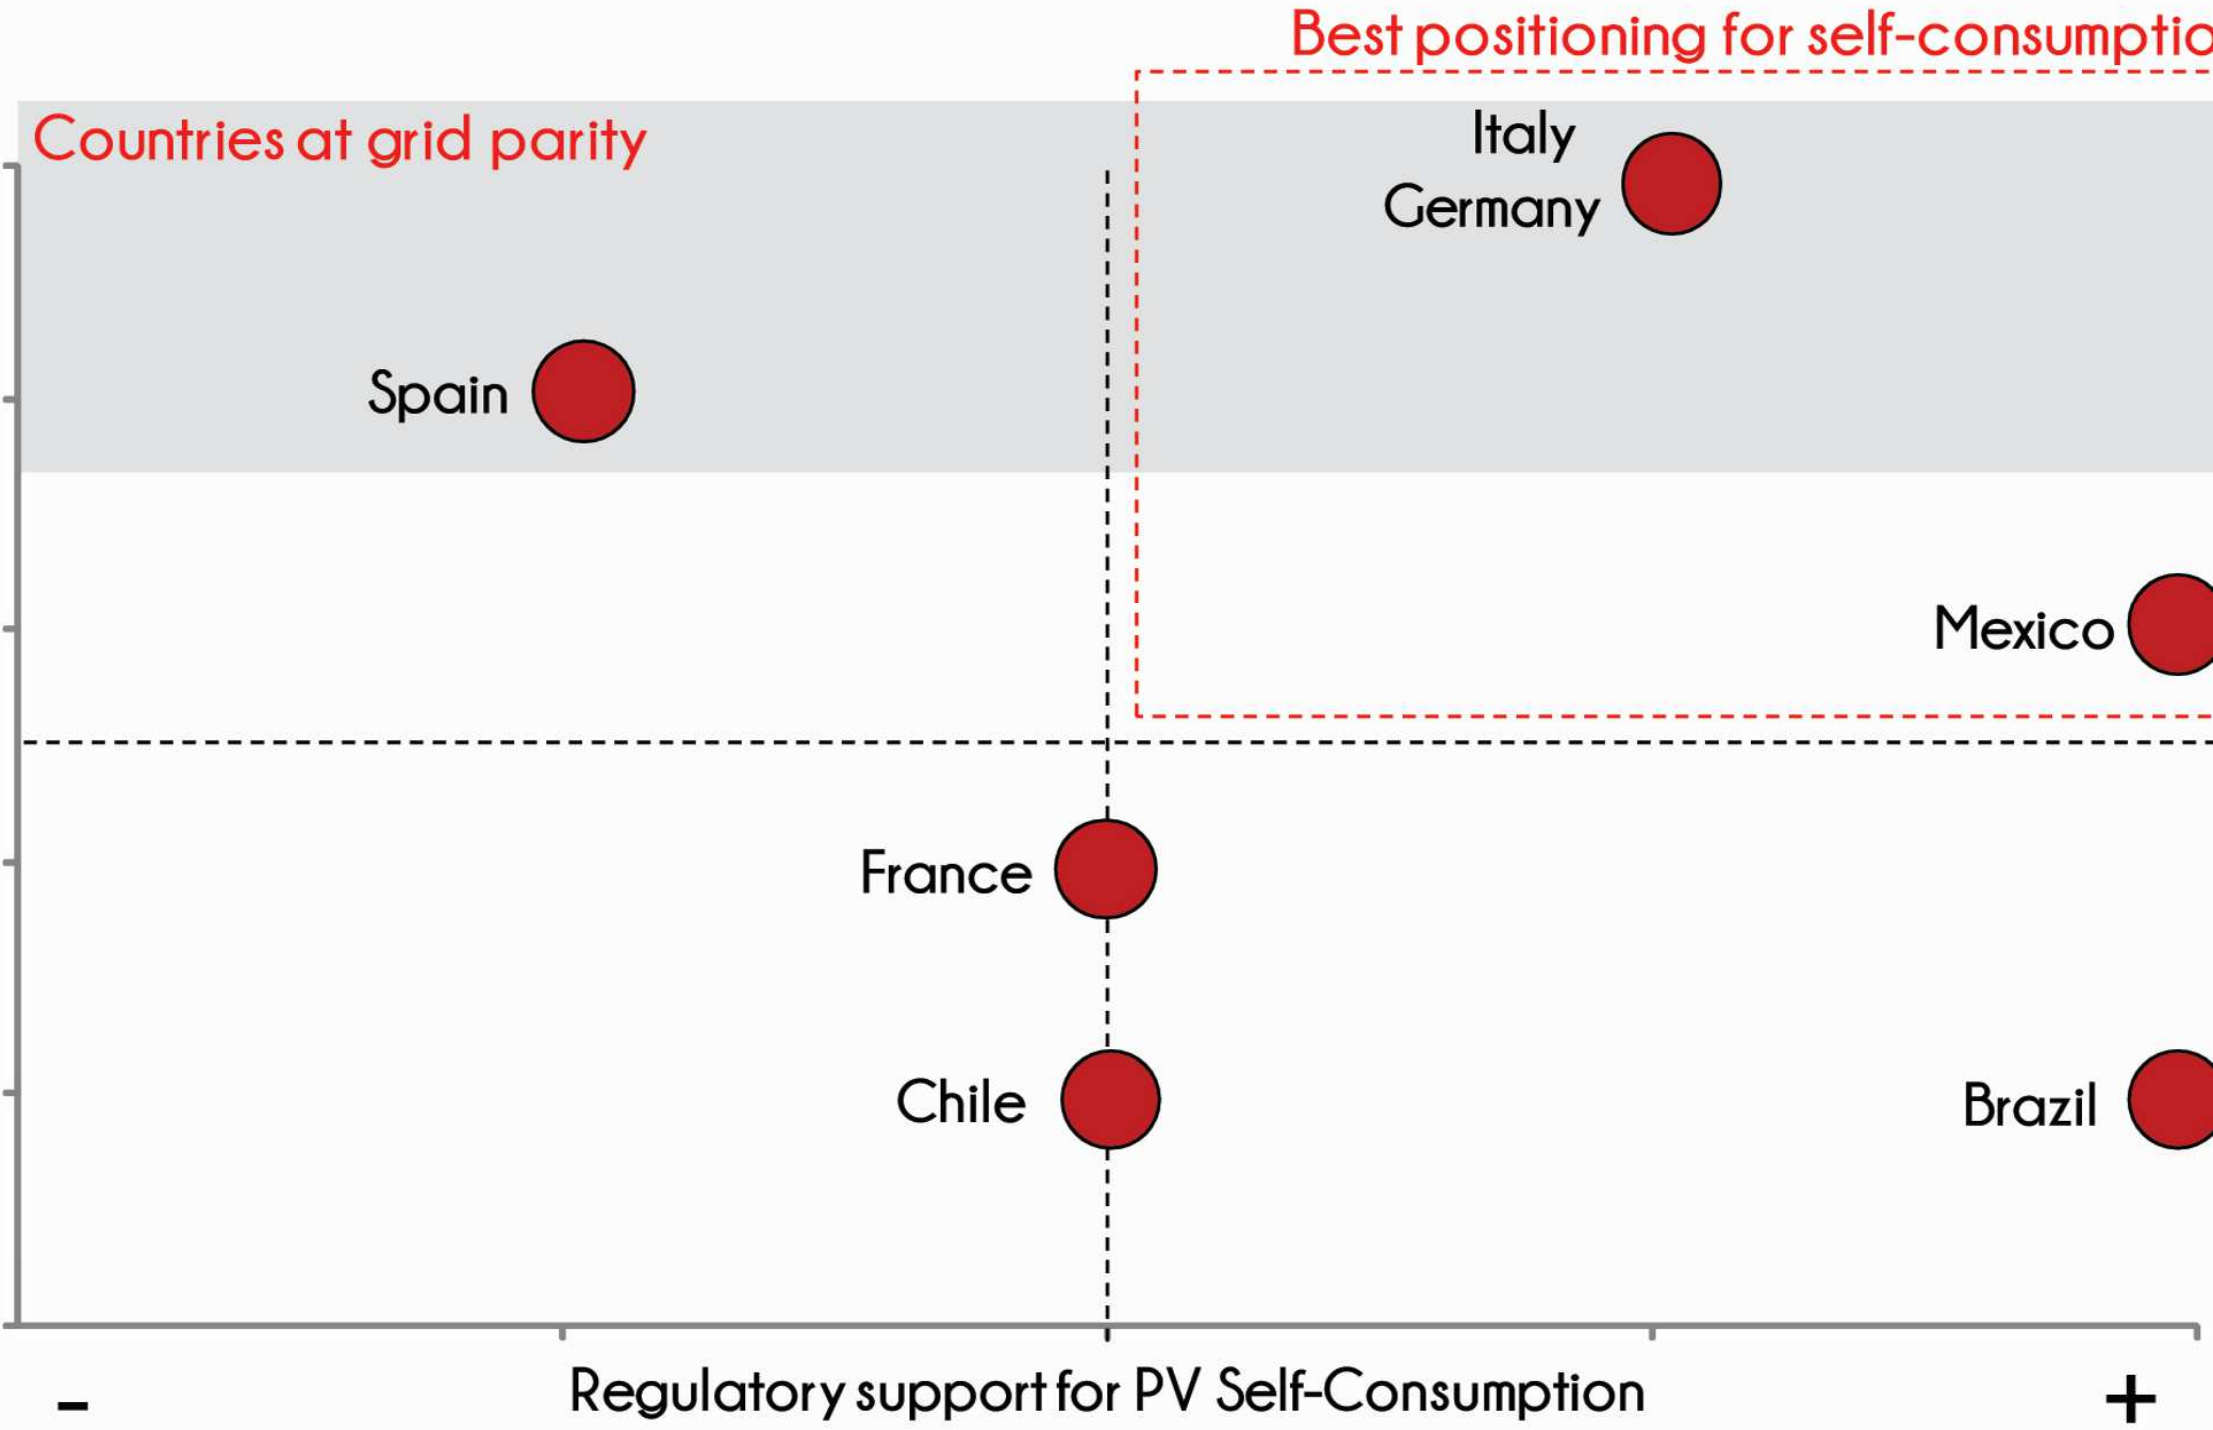 Best positioning for self-consumptio
Countries at grid parity
Italy
Germany
Spain
Mexico
France
Chile
Brazil
- Regulatory support for PV Self-Consumption +